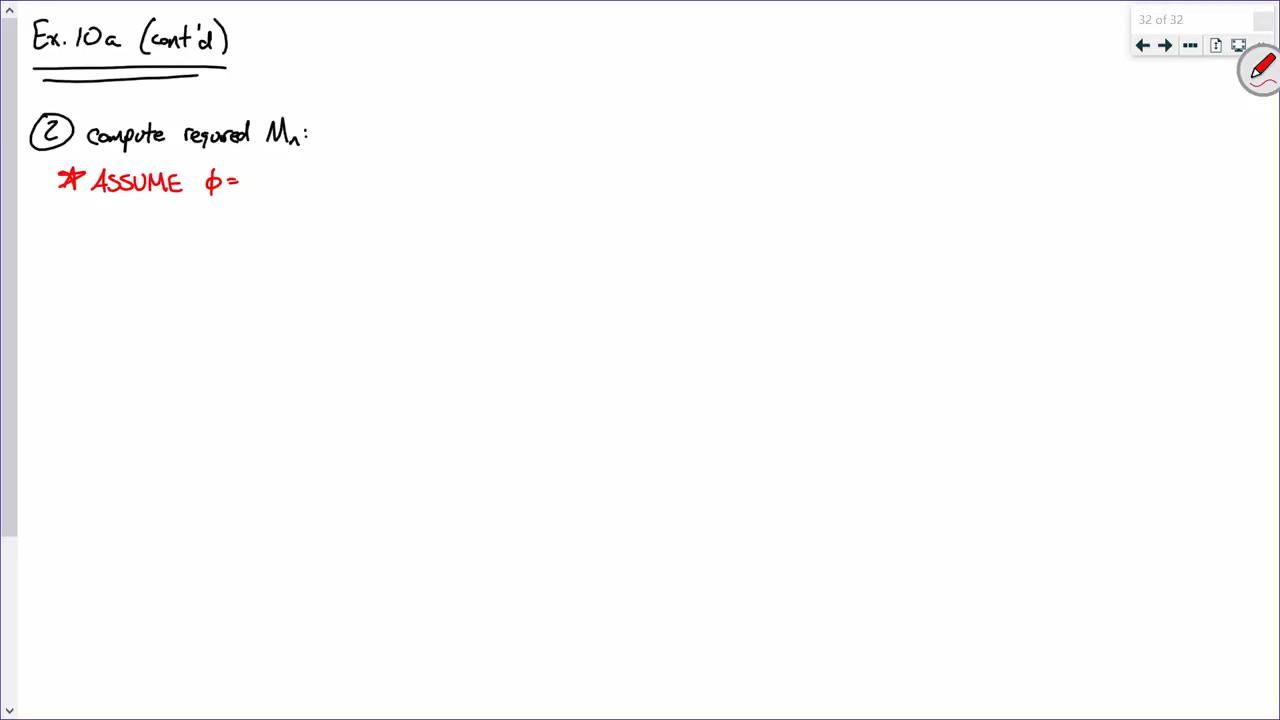 32 of 32
Ex. 10a (cont'd)
② compute required Mn:
* ASSUME φ=